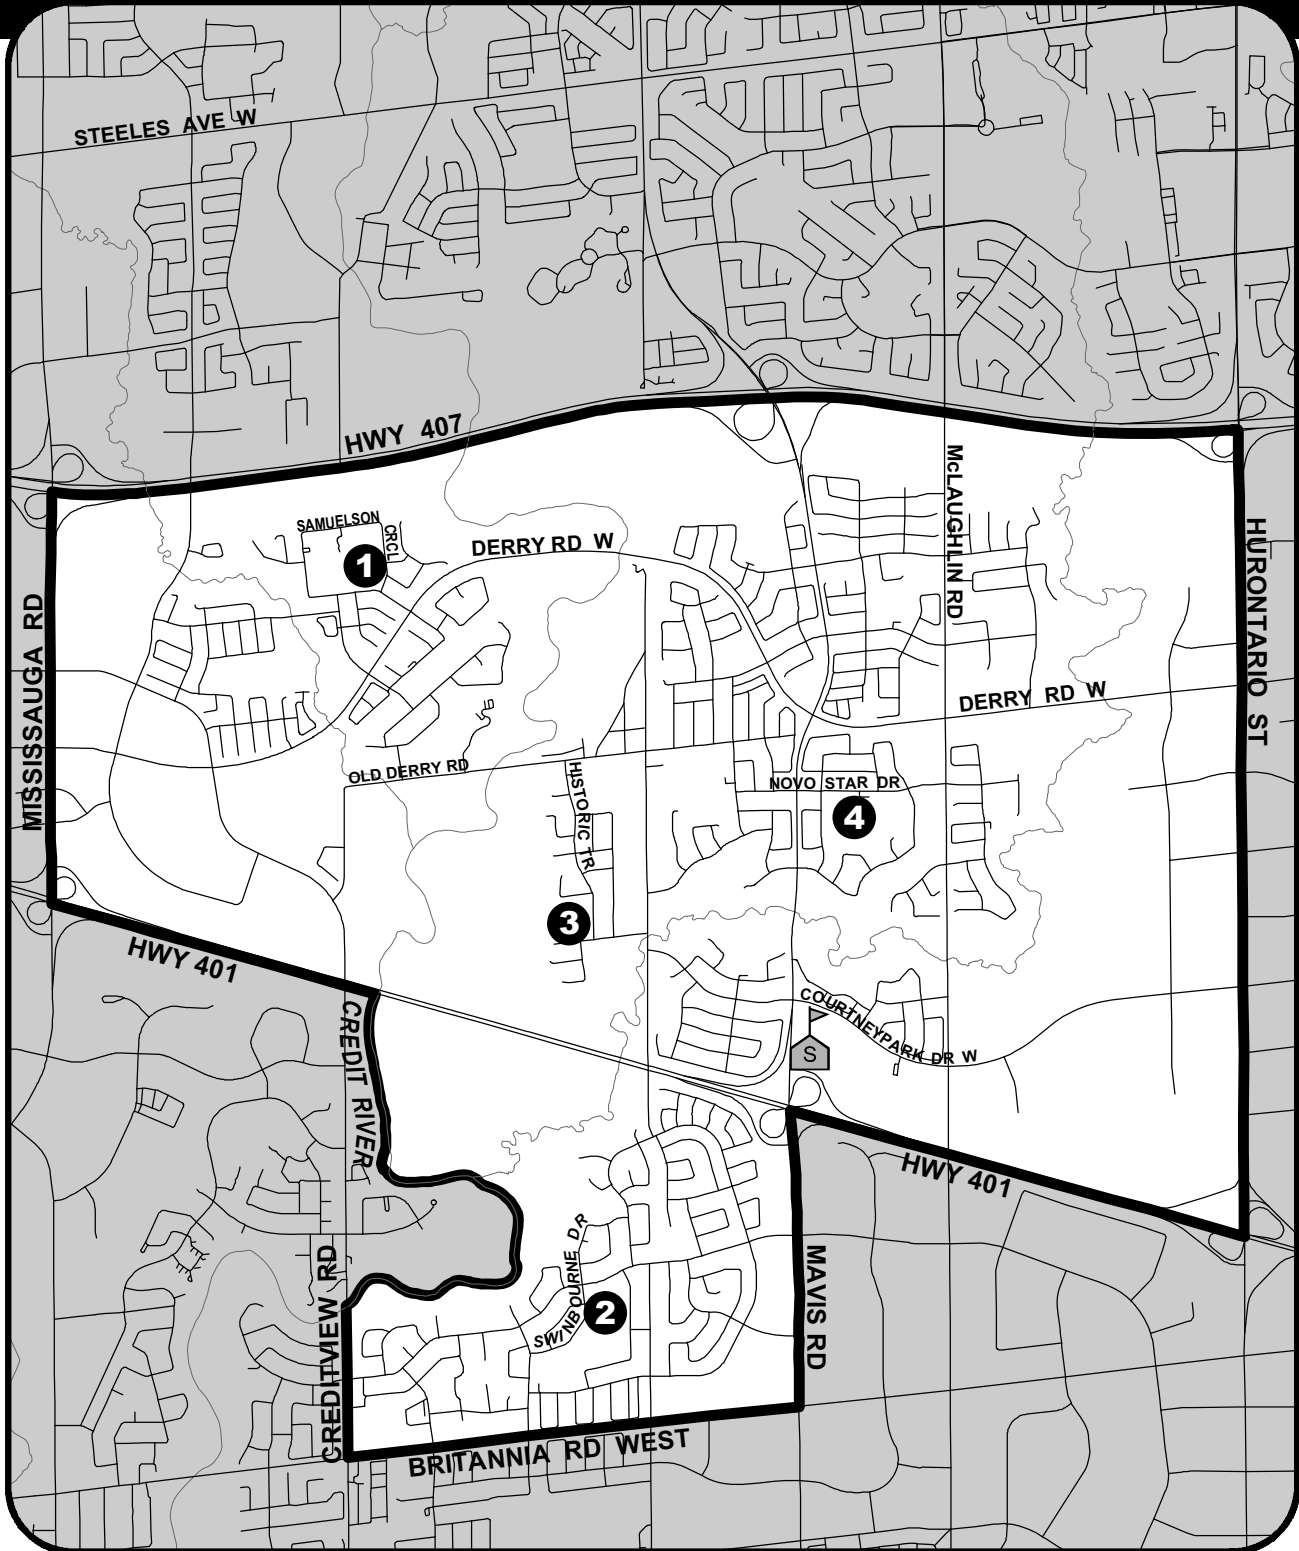 STEELES AVE W
HWY 407
McLAUGHLIN RD
SAMUELSON
CRCL
1
DERRY RD W
HURONTARIO ST
MISSISSAUGA RD
DERRY RD W
OLD DERRY RD
HISTORIC TR
NOVO STAR DR
4
3
HWY 401
COURTNEYPARK DR W
CREDIT RIVER
S
HWY 401
SWINBOURNE DR
CREDITVIEW RD
MAVIS RD
2
BRITANNIA RD WEST